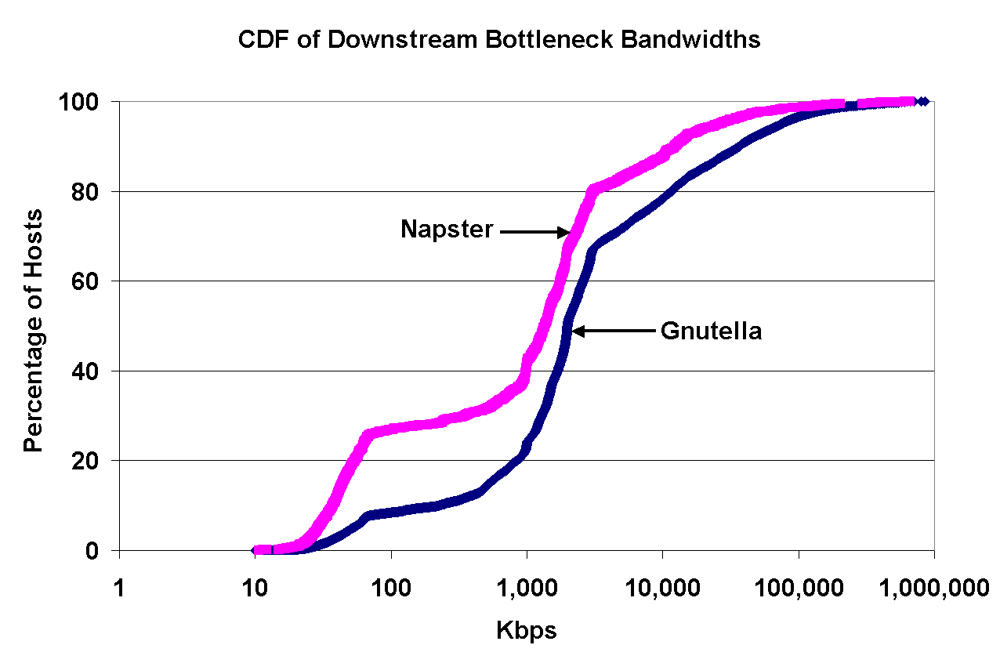 CDF of Downstream Bottleneck Bandwidths
100
80
60
40
20
0
Percentage of Hosts
Napster
Gnutella
1 10 100 1,000 10,000 100,000 1,000,000
Kbps